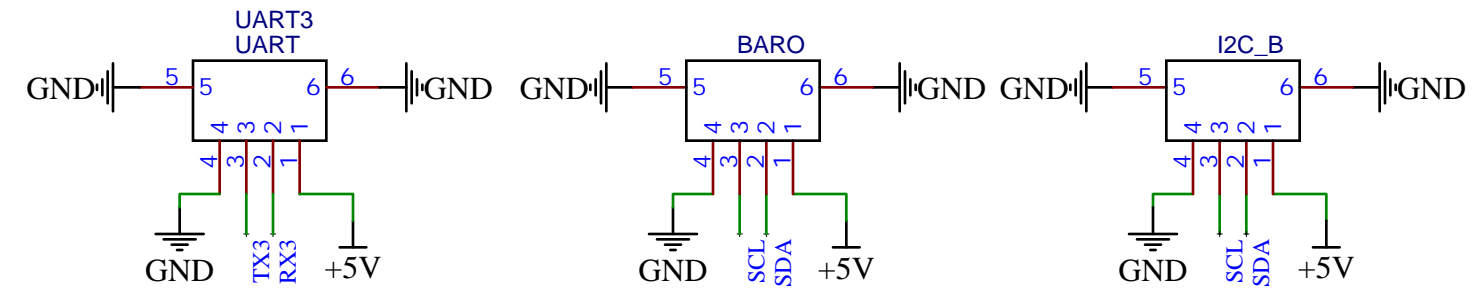 UART3
UART
GND 5 5 6 6 GND
4 3 2 1
4 3 2 1
TX3
RX3
GND
+5V
BARO
GND 5 5 6 6 GND
4 3 2 1
4 3 2 1
SCL
SDA
GND
+5V
I2C_B
GND 5 5 6 6 GND
4 3 2 1
4 3 2 1
SCL
SDA
GND
+5V